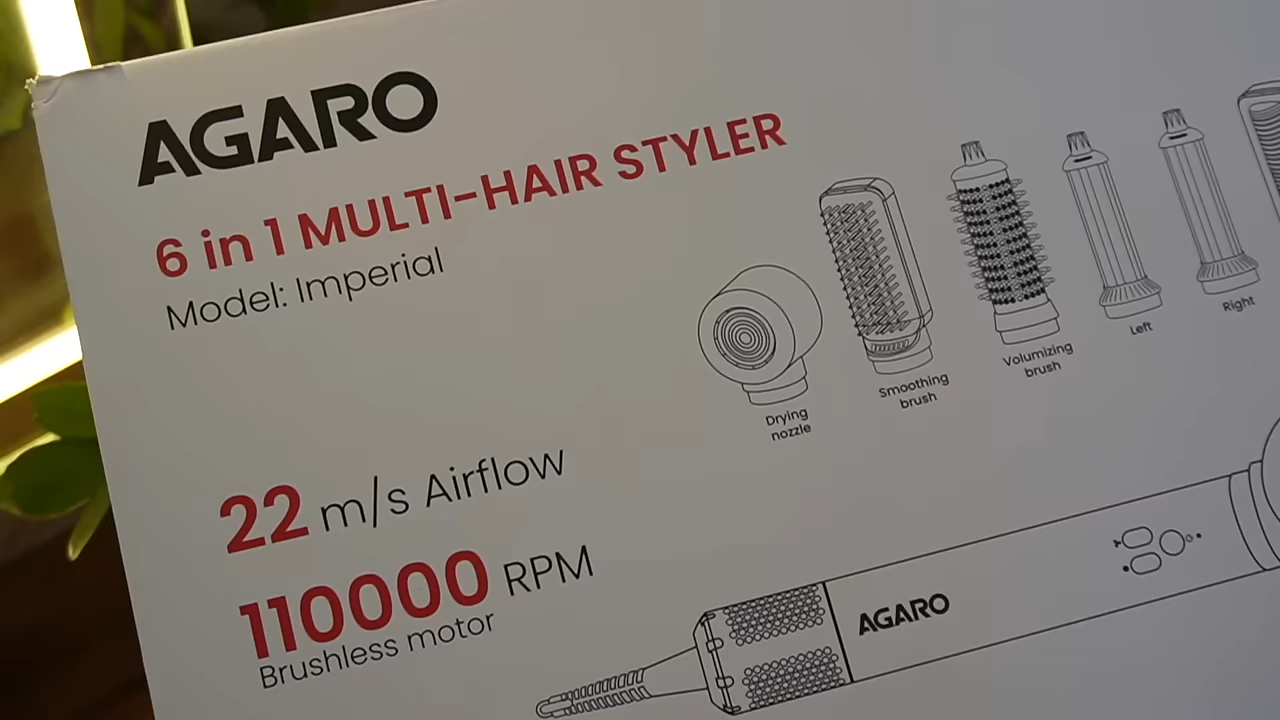 AGARO
6 in 1 MULTI-HAIR STYLER
Model: Imperial
22 m/s Airflow
110000 RPM
Brushless motor
Drying
nozzle
Smoothing
brush
Volumizing
brush
Left
Right
AGARO